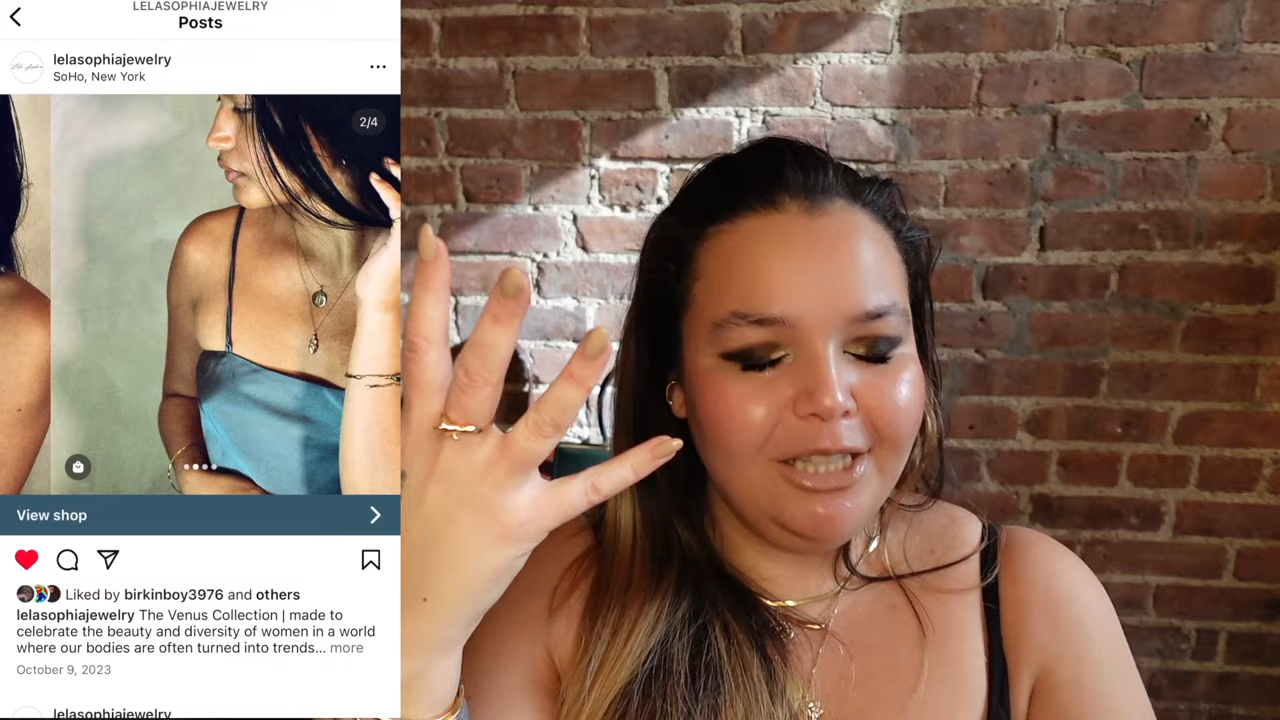 LELASOPHIAJEWELRY
Posts
lelasophiajewelry
SoHo, New York
2/4
View shop
Liked by birkinboy3976 and others
lelasophiajewelry The Venus Collection | made to
celebrate the beauty and diversity of women in a world
where our bodies are often turned into trends... more
October 9, 2023
lelasophiajewelry